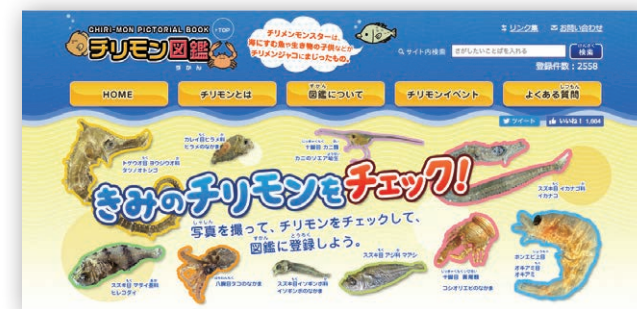 CHIRI-MON PICTORIAL BOOK
TOP
チリモン図鑑
ずかん
チリメンモンスターは、
海にすむ魚や生き物の子供などが
チリメンジャコにまじったもの。
リンク集
お問い合わせ
サイト内検索
さがしたいことばを入れる
検索
登録件数:2558
HOME
チリモンとは
図鑑について
チリモンイベント
よくある質問
ツイート
いいね! 1,604
トゲウオ目 ヨウジウオ科
タツノオトシゴ
カレイ目ヒラメ科
ヒラメのなかま
十脚目 カニ類
カニのゾエア幼生
スズキ目 イカナゴ科
イカナゴ
きみのチリモンをチェック!
写真を撮って、チリモンをチェックして、
図鑑に登録しよう。
スズキ目 マダイ亜科
ヒレコダイ
八腕目タコのなかま
スズキ目イソギンポ科
イソギンポのなかま
スズキ目 アジ科 マアジ
十脚目 異尾類
コシオリエビのなかま
ホンエビ上目
オキアミ目
オキアミ